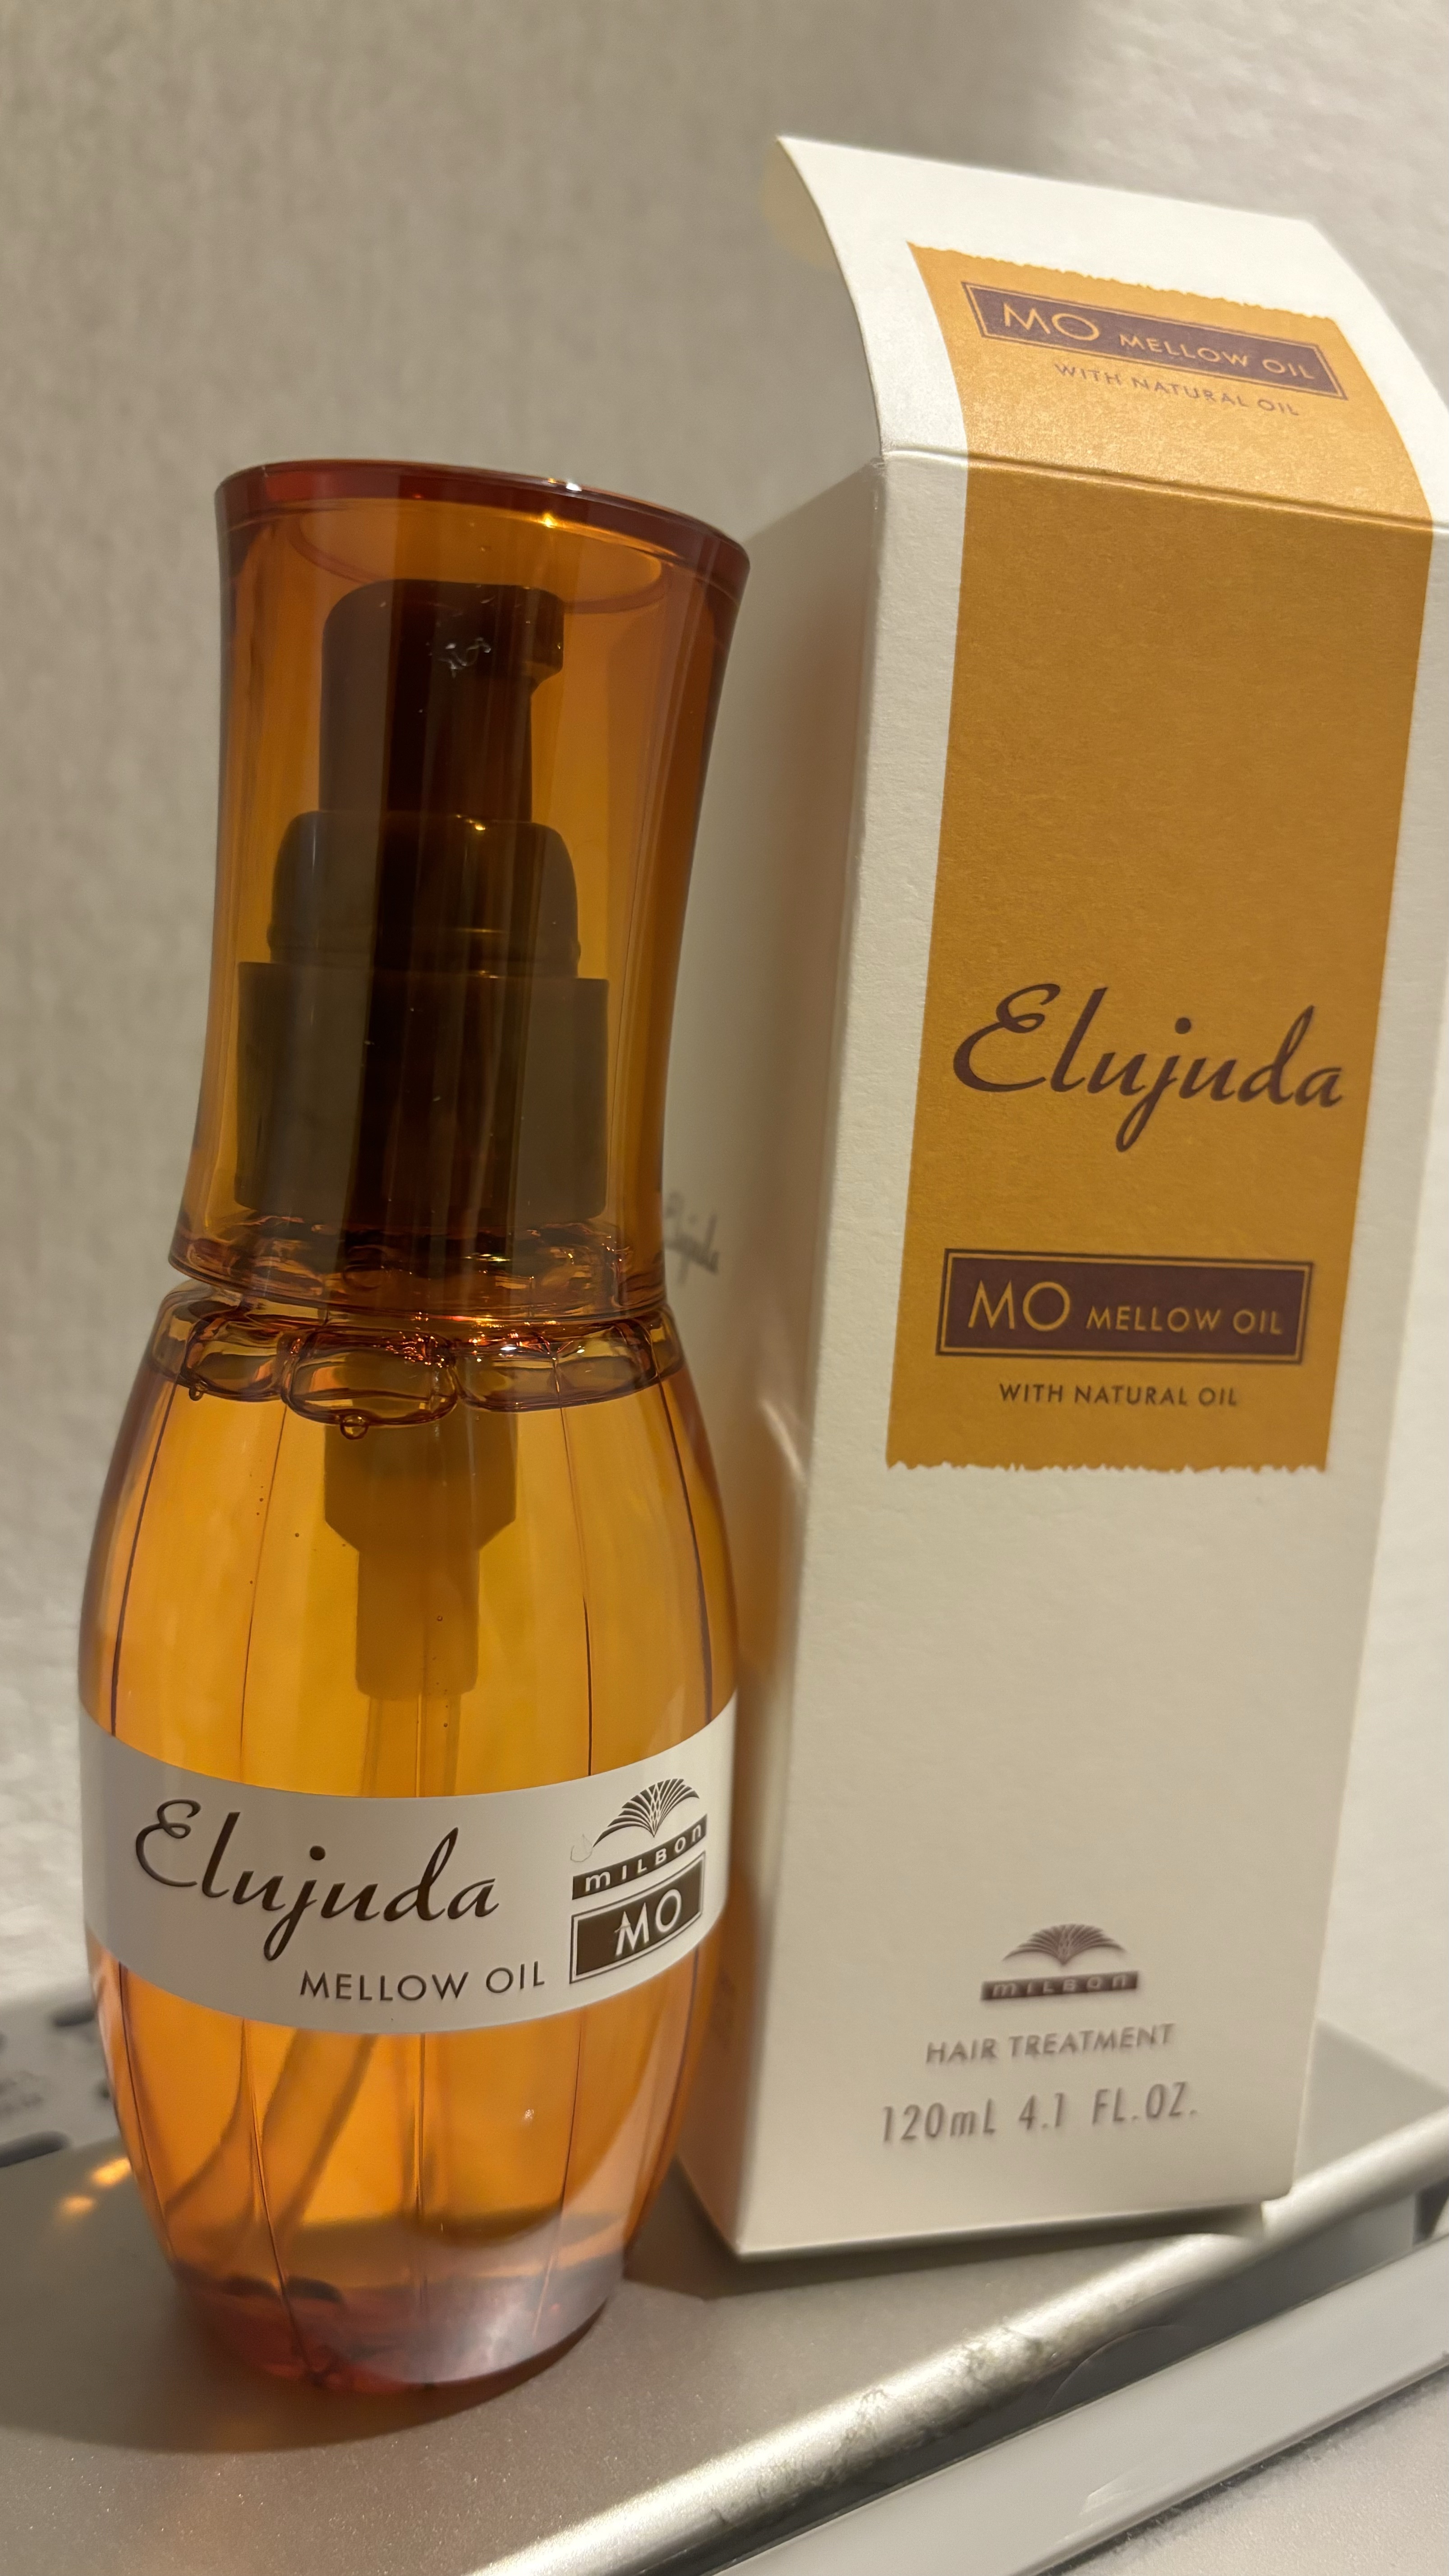 MO MELLOW OIL
WITH NATURAL OIL
Elujuda
MO MELLOW OIL
WITH NATURAL OIL
milbon
HAIR TREATMENT
120mL 4.1 FL.OZ.
Elujuda
MELLOW OIL
milbon
MO